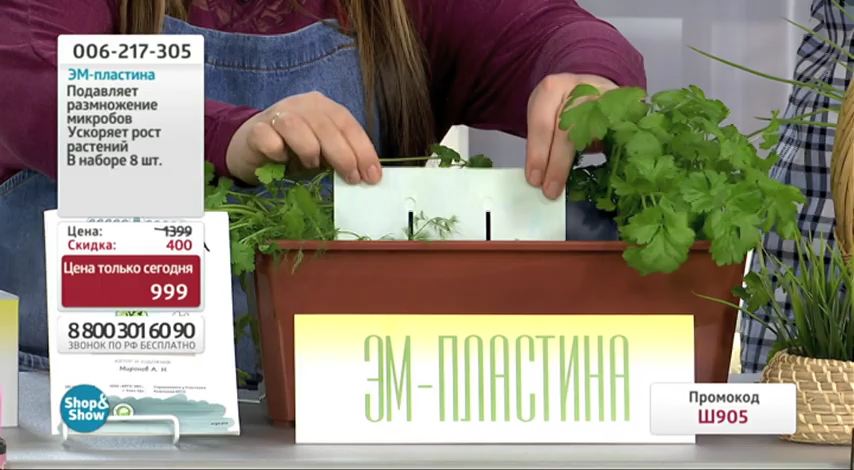 006-217-305
ЭМ-пластина
Подавляет
размножение
микробов
Ускоряет рост
растений
В наборе 8 шт.
Цена: 1399
Скидка: 400
Цена только сегодня
999
8 800 301 60 90
ЗВОНОК ПО РФ БЕСПЛАТНО
Миронов А. Н.
Shop&
Show
ЭМ-ПЛАСТИНА
Промокод
Ш905